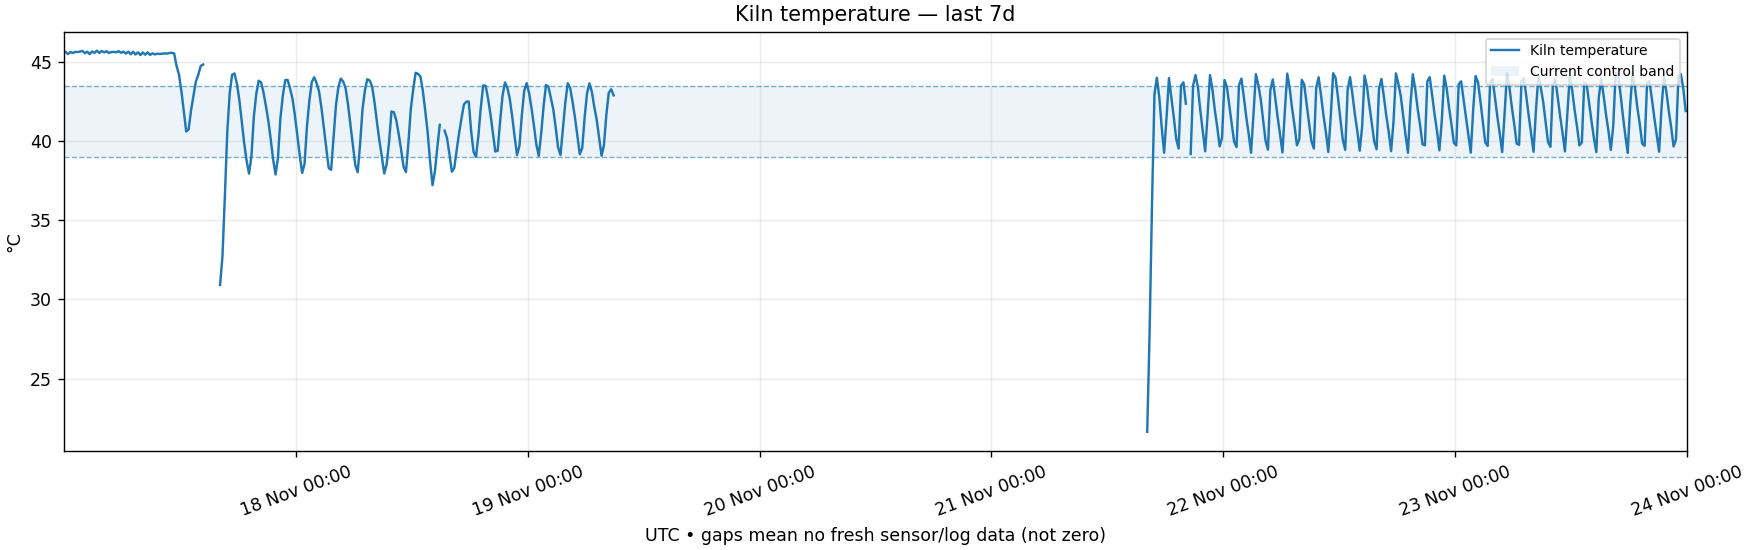 Kiln temperature — last 7d
Kiln temperature
Current control band
°C
45
40
35
30
25
18 Nov 00:00
19 Nov 00:00
20 Nov 00:00
21 Nov 00:00
22 Nov 00:00
23 Nov 00:00
24 Nov 00:00
UTC • gaps mean no fresh sensor/log data (not zero)